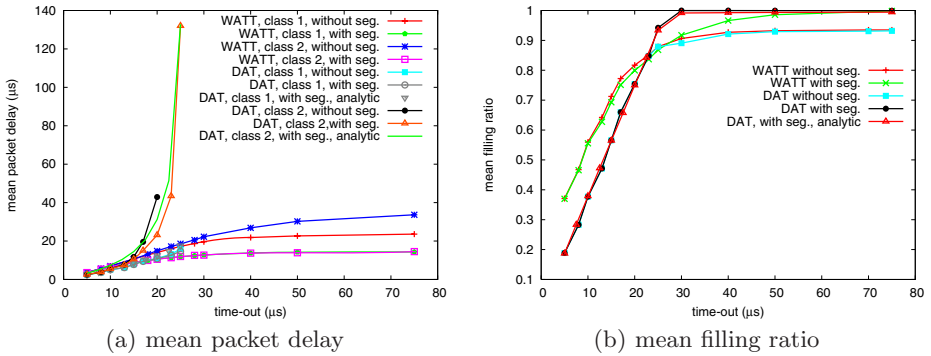 140
120
100
80
60
40
20
0
mean packet delay (µs)
0 10 20 30 40 50 60 70 80
time-out (µs)
WATT, class 1, without seg.
WATT, class 1, with seg.
WATT, class 2, without seg.
WATT, class 2, with seg.
DAT, class 1, without seg.
DAT, class 1, with seg.
DAT, class 1, with seg., analytic
DAT, class 2, without seg.
DAT, class 2,with seg.
DAT, class 2, with seg., analytic
(a) mean packet delay
1
0.9
0.8
0.7
0.6
0.5
0.4
0.3
0.2
0.1
mean filling ratio
0 10 20 30 40 50 60 70 80
time-out (µs)
WATT without seg.
WATT with seg.
DAT without seg.
DAT with seg.
DAT, with seg., analytic
(b) mean filling ratio